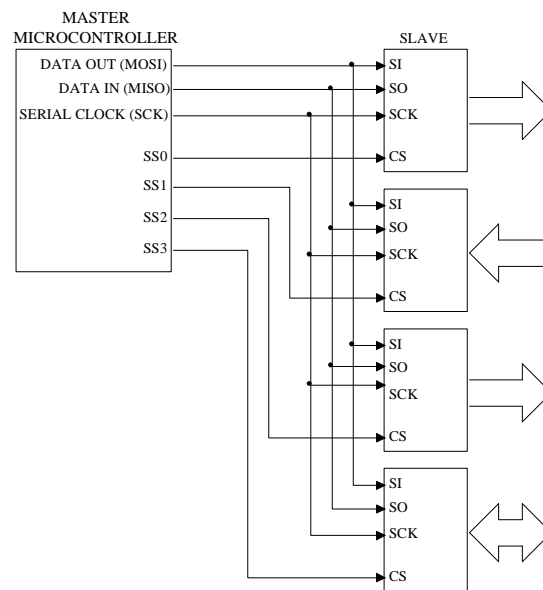 MASTER
MICROCONTROLLER
DATA OUT (MOSI)
DATA IN (MISO)
SERIAL CLOCK (SCK)
SS0
SS1
SS2
SS3
SLAVE
SI
SO
SCK
CS
SI
SO
SCK
CS
SI
SO
SCK
CS
SI
SO
SCK
CS